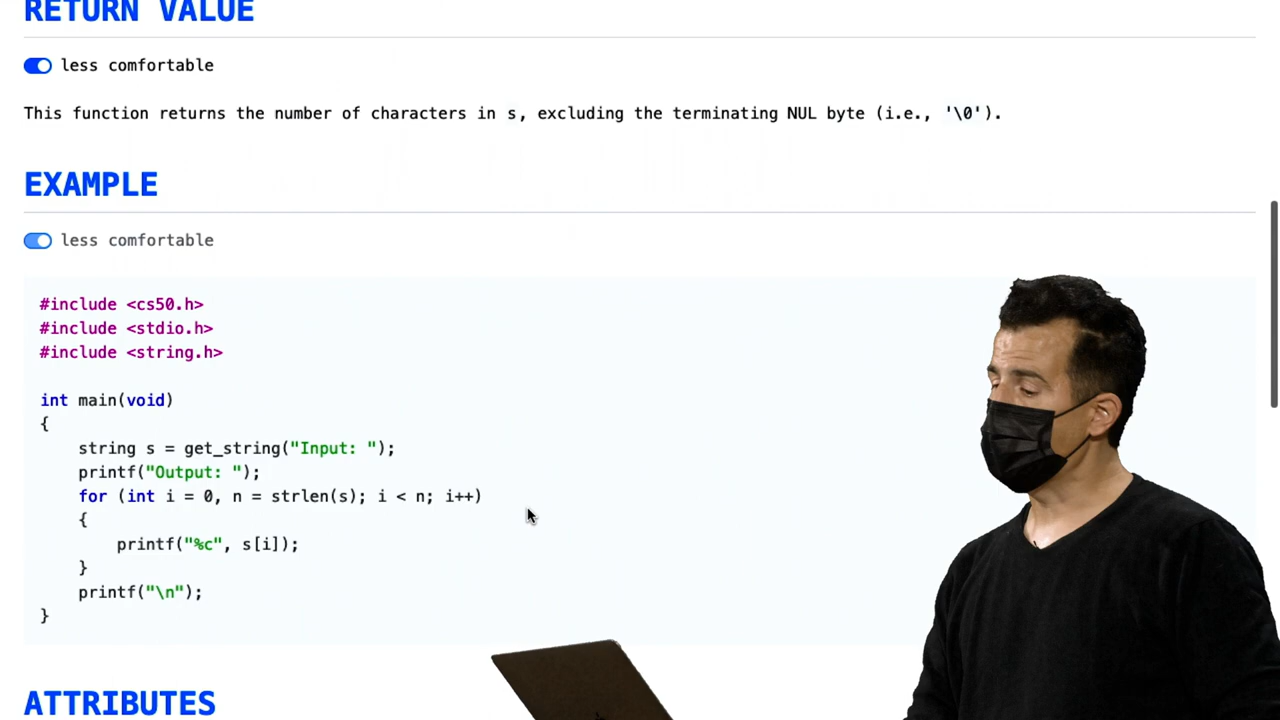 RETURN VALUE
less comfortable
This function returns the number of characters in s, excluding the terminating NUL byte (i.e., '\0').
EXAMPLE
less comfortable
#include <cs50.h>
#include <stdio.h>
#include <string.h>
int main(void)
{
    string s = get_string("Input: ");
    printf("Output: ");
    for (int i = 0, n = strlen(s); i < n; i++)
    {
        printf("%c", s[i]);
    }
    printf("\n");
}
ATTRIBUTES